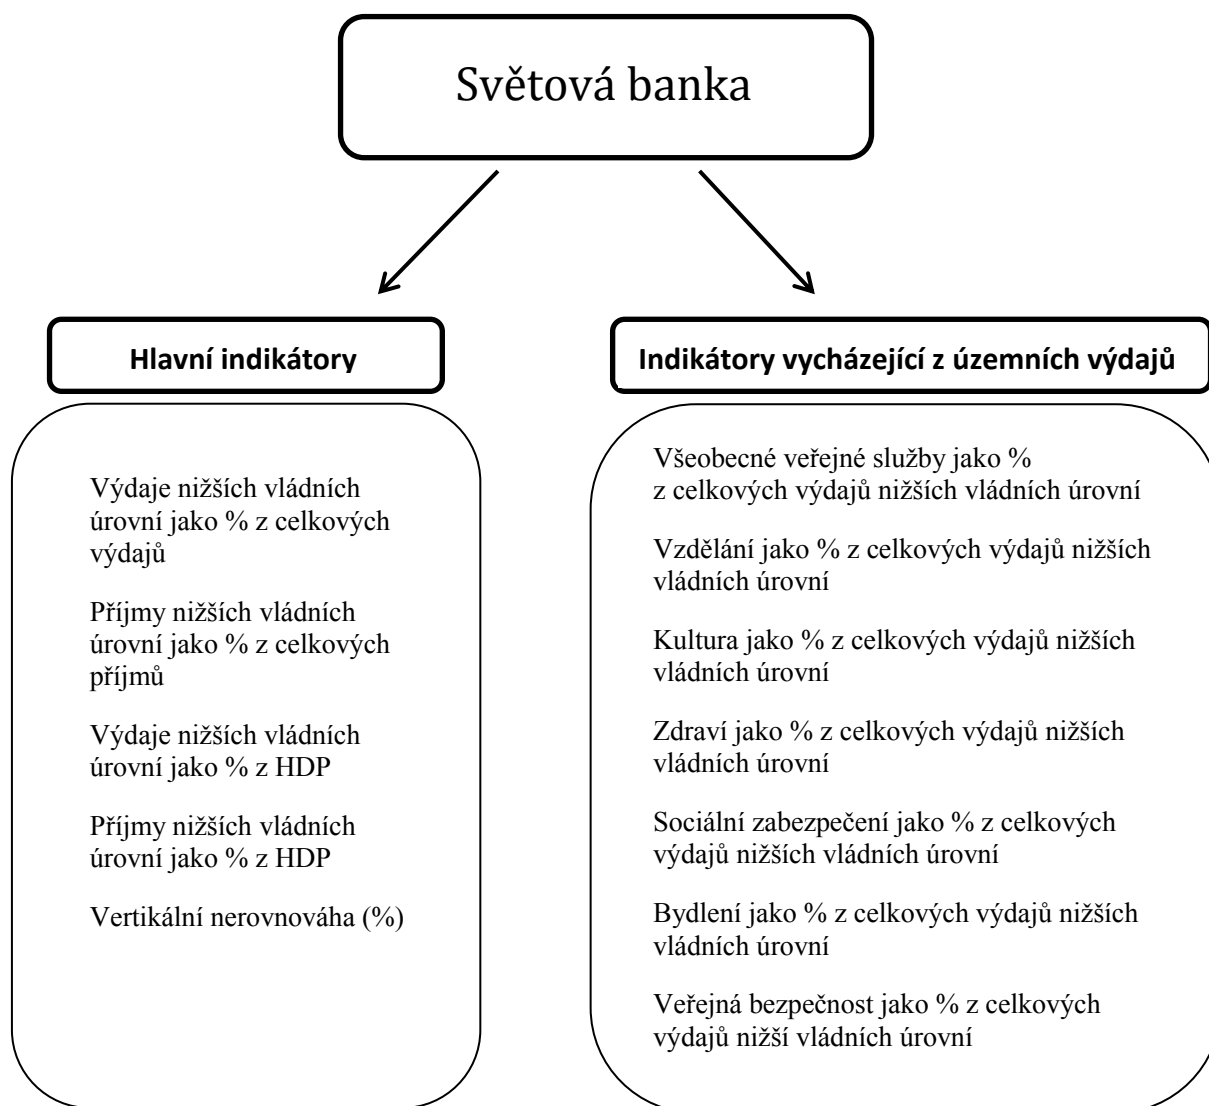 Světová banka
Hlavní indikátory
Výdaje nižších vládních
úrovní jako % z celkových
výdajů
Příjmy nižších vládních
úrovní jako % z celkových
příjmů
Výdaje nižších vládních
úrovní jako % z HDP
Příjmy nižších vládních
úrovní jako % z HDP
Vertikální nerovnováha (%)
Indikátory vycházející z územních výdajů
Všeobecné veřejné služby jako %
z celkových výdajů nižších vládních úrovní
Vzdělání jako % z celkových výdajů nižších
vládních úrovní
Kultura jako % z celkových výdajů nižších
vládních úrovní
Zdraví jako % z celkových výdajů nižších
vládních úrovní
Sociální zabezpečení jako % z celkových
výdajů nižších vládních úrovní
Bydlení jako % z celkových výdajů nižších
vládních úrovní
Veřejná bezpečnost jako % z celkových
výdajů nižší vládních úrovní